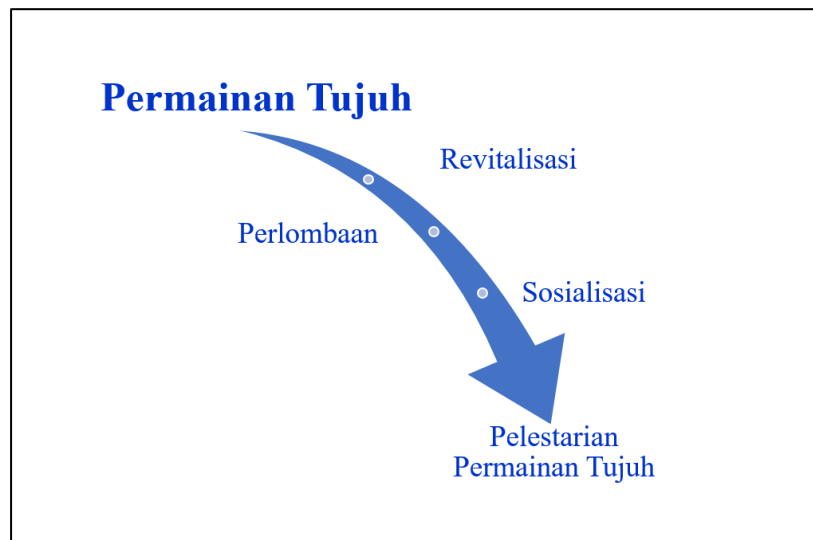 Permainan Tujuh
Revitalisasi
Perlombaan
Sosialisasi
Pelestarian
Permainan Tujuh